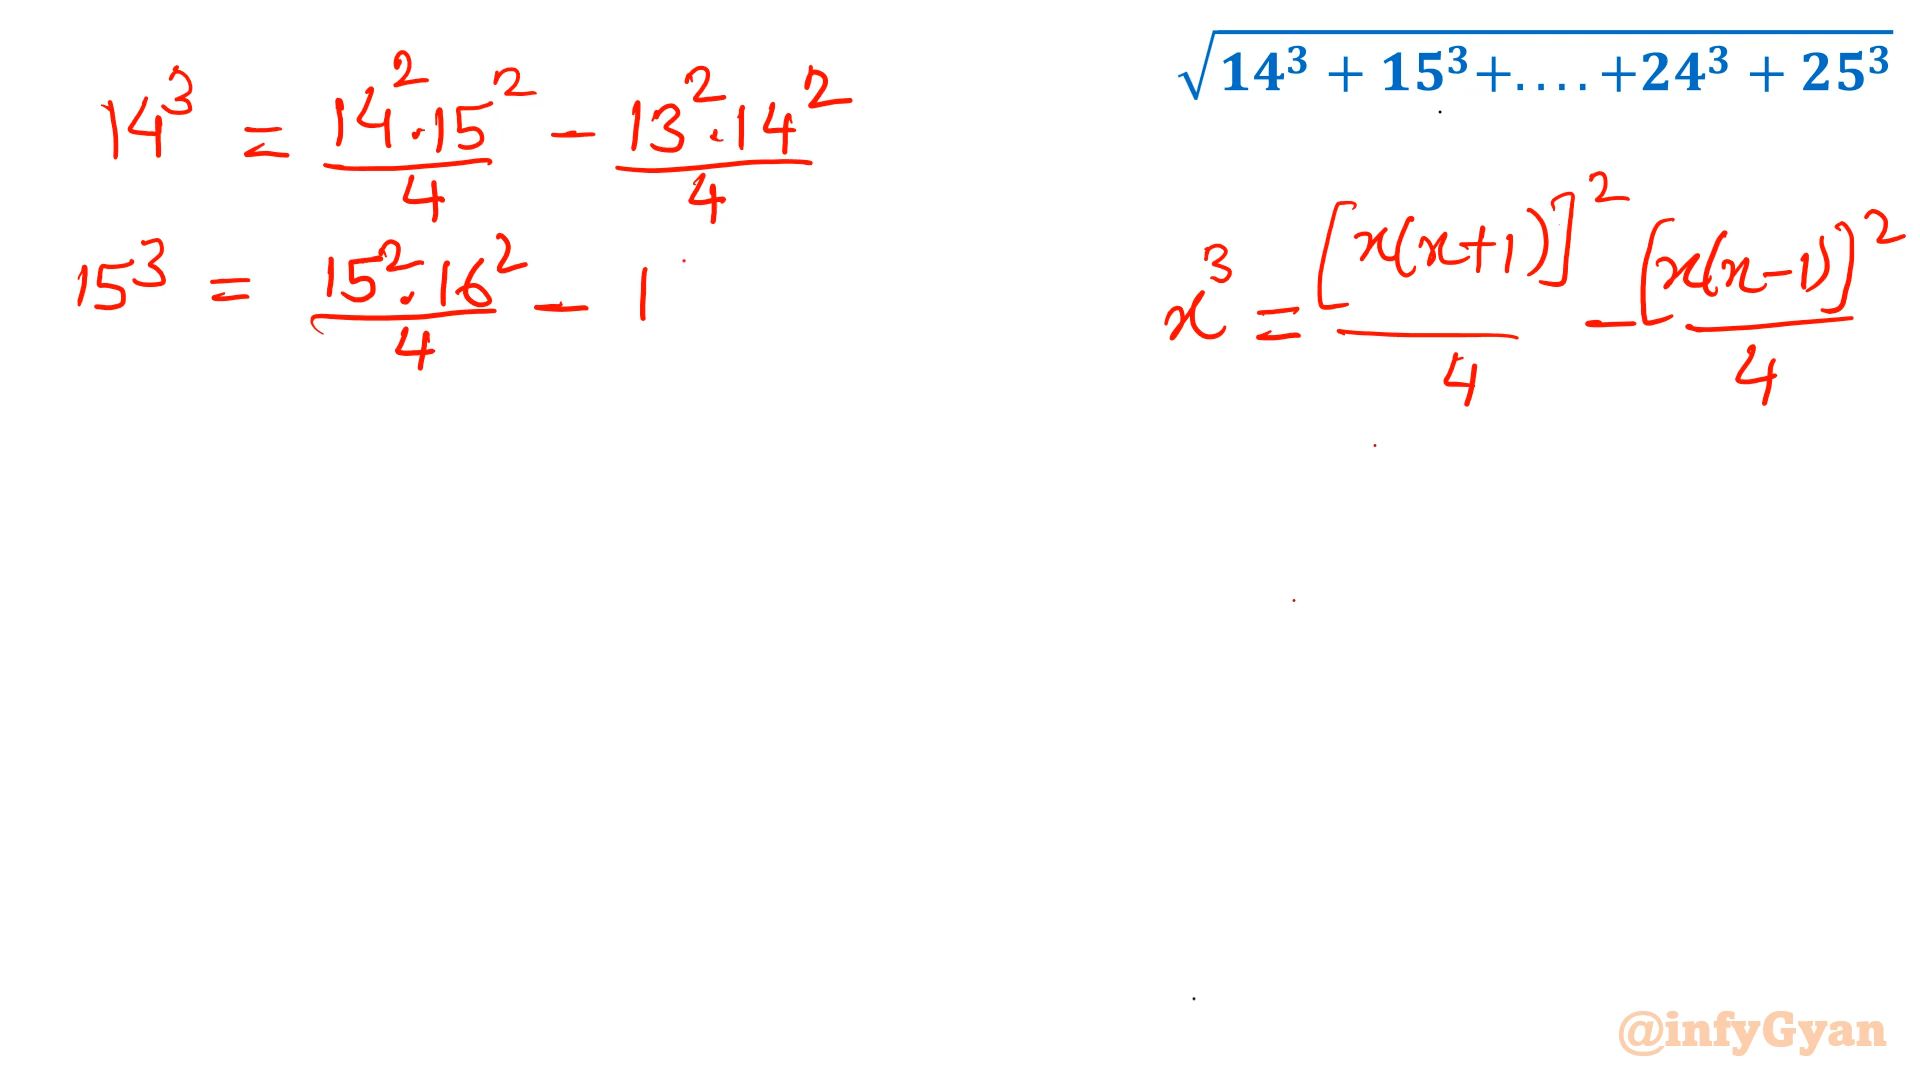 √14³ + 15³+....+24³ + 25³
14³ = 14²·15²/4 − 13²·14²/4
15³ = 15²·16²/4 − 1
x³ = [x(x+1)]²/4 − [x(x−1)]²/4
@infyGyan